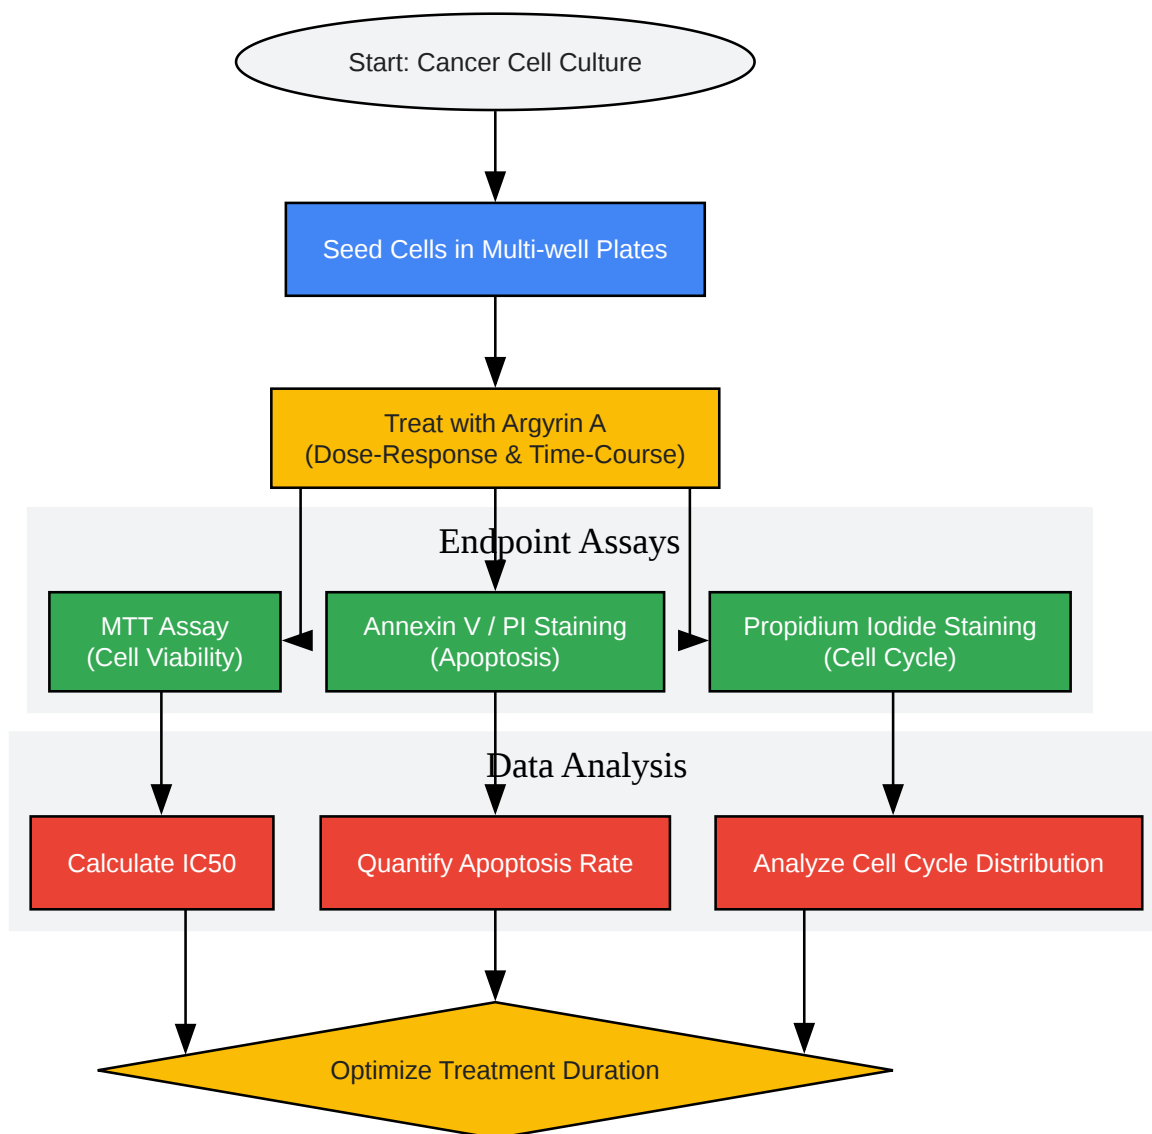 Start: Cancer Cell Culture
Seed Cells in Multi-well Plates
Treat with Argyrin A
(Dose-Response & Time-Course)
Endpoint Assays
MTT Assay
(Cell Viability)
Annexin V / PI Staining
(Apoptosis)
Propidium Iodide Staining
(Cell Cycle)
Data Analysis
Calculate IC50
Quantify Apoptosis Rate
Analyze Cell Cycle Distribution
Optimize Treatment Duration